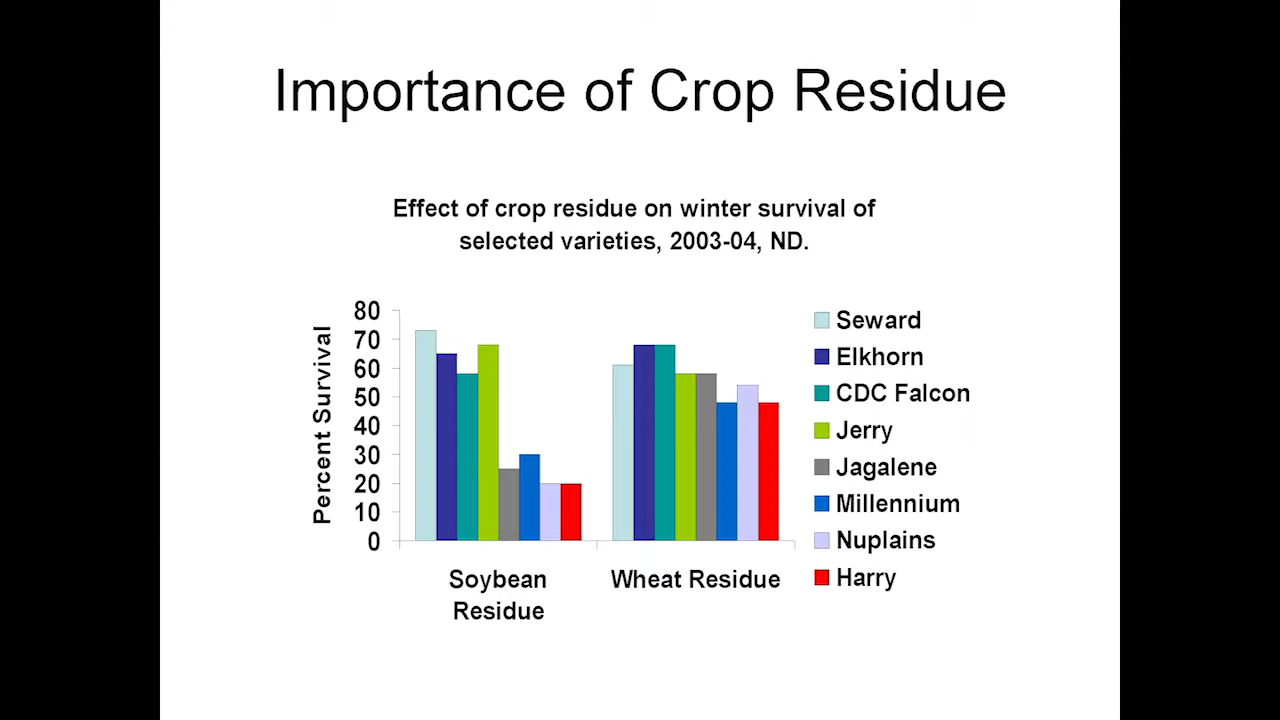 Importance of Crop Residue
Effect of crop residue on winter survival of
selected varieties, 2003-04, ND.
Percent Survival
80
70
60
50
40
30
20
10
0
Soybean
Residue
Wheat Residue
Seward
Elkhorn
CDC Falcon
Jerry
Jagalene
Millennium
Nuplains
Harry